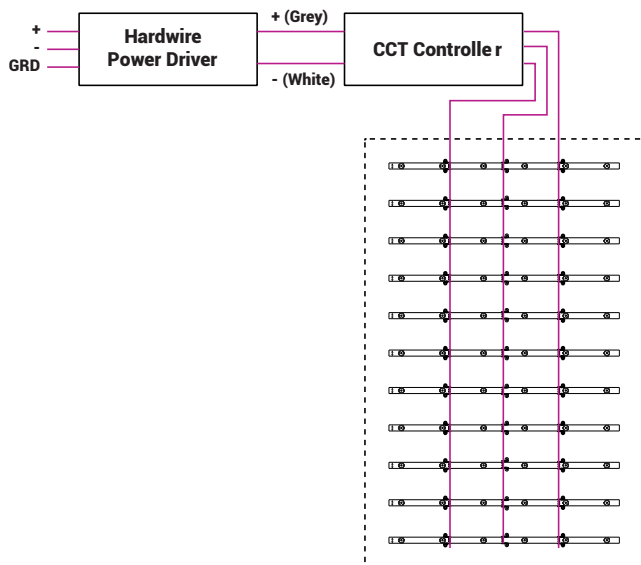 + (Grey)
+
-
GRD
Hardwire
Power Driver
CCT Controlle r
- (White)